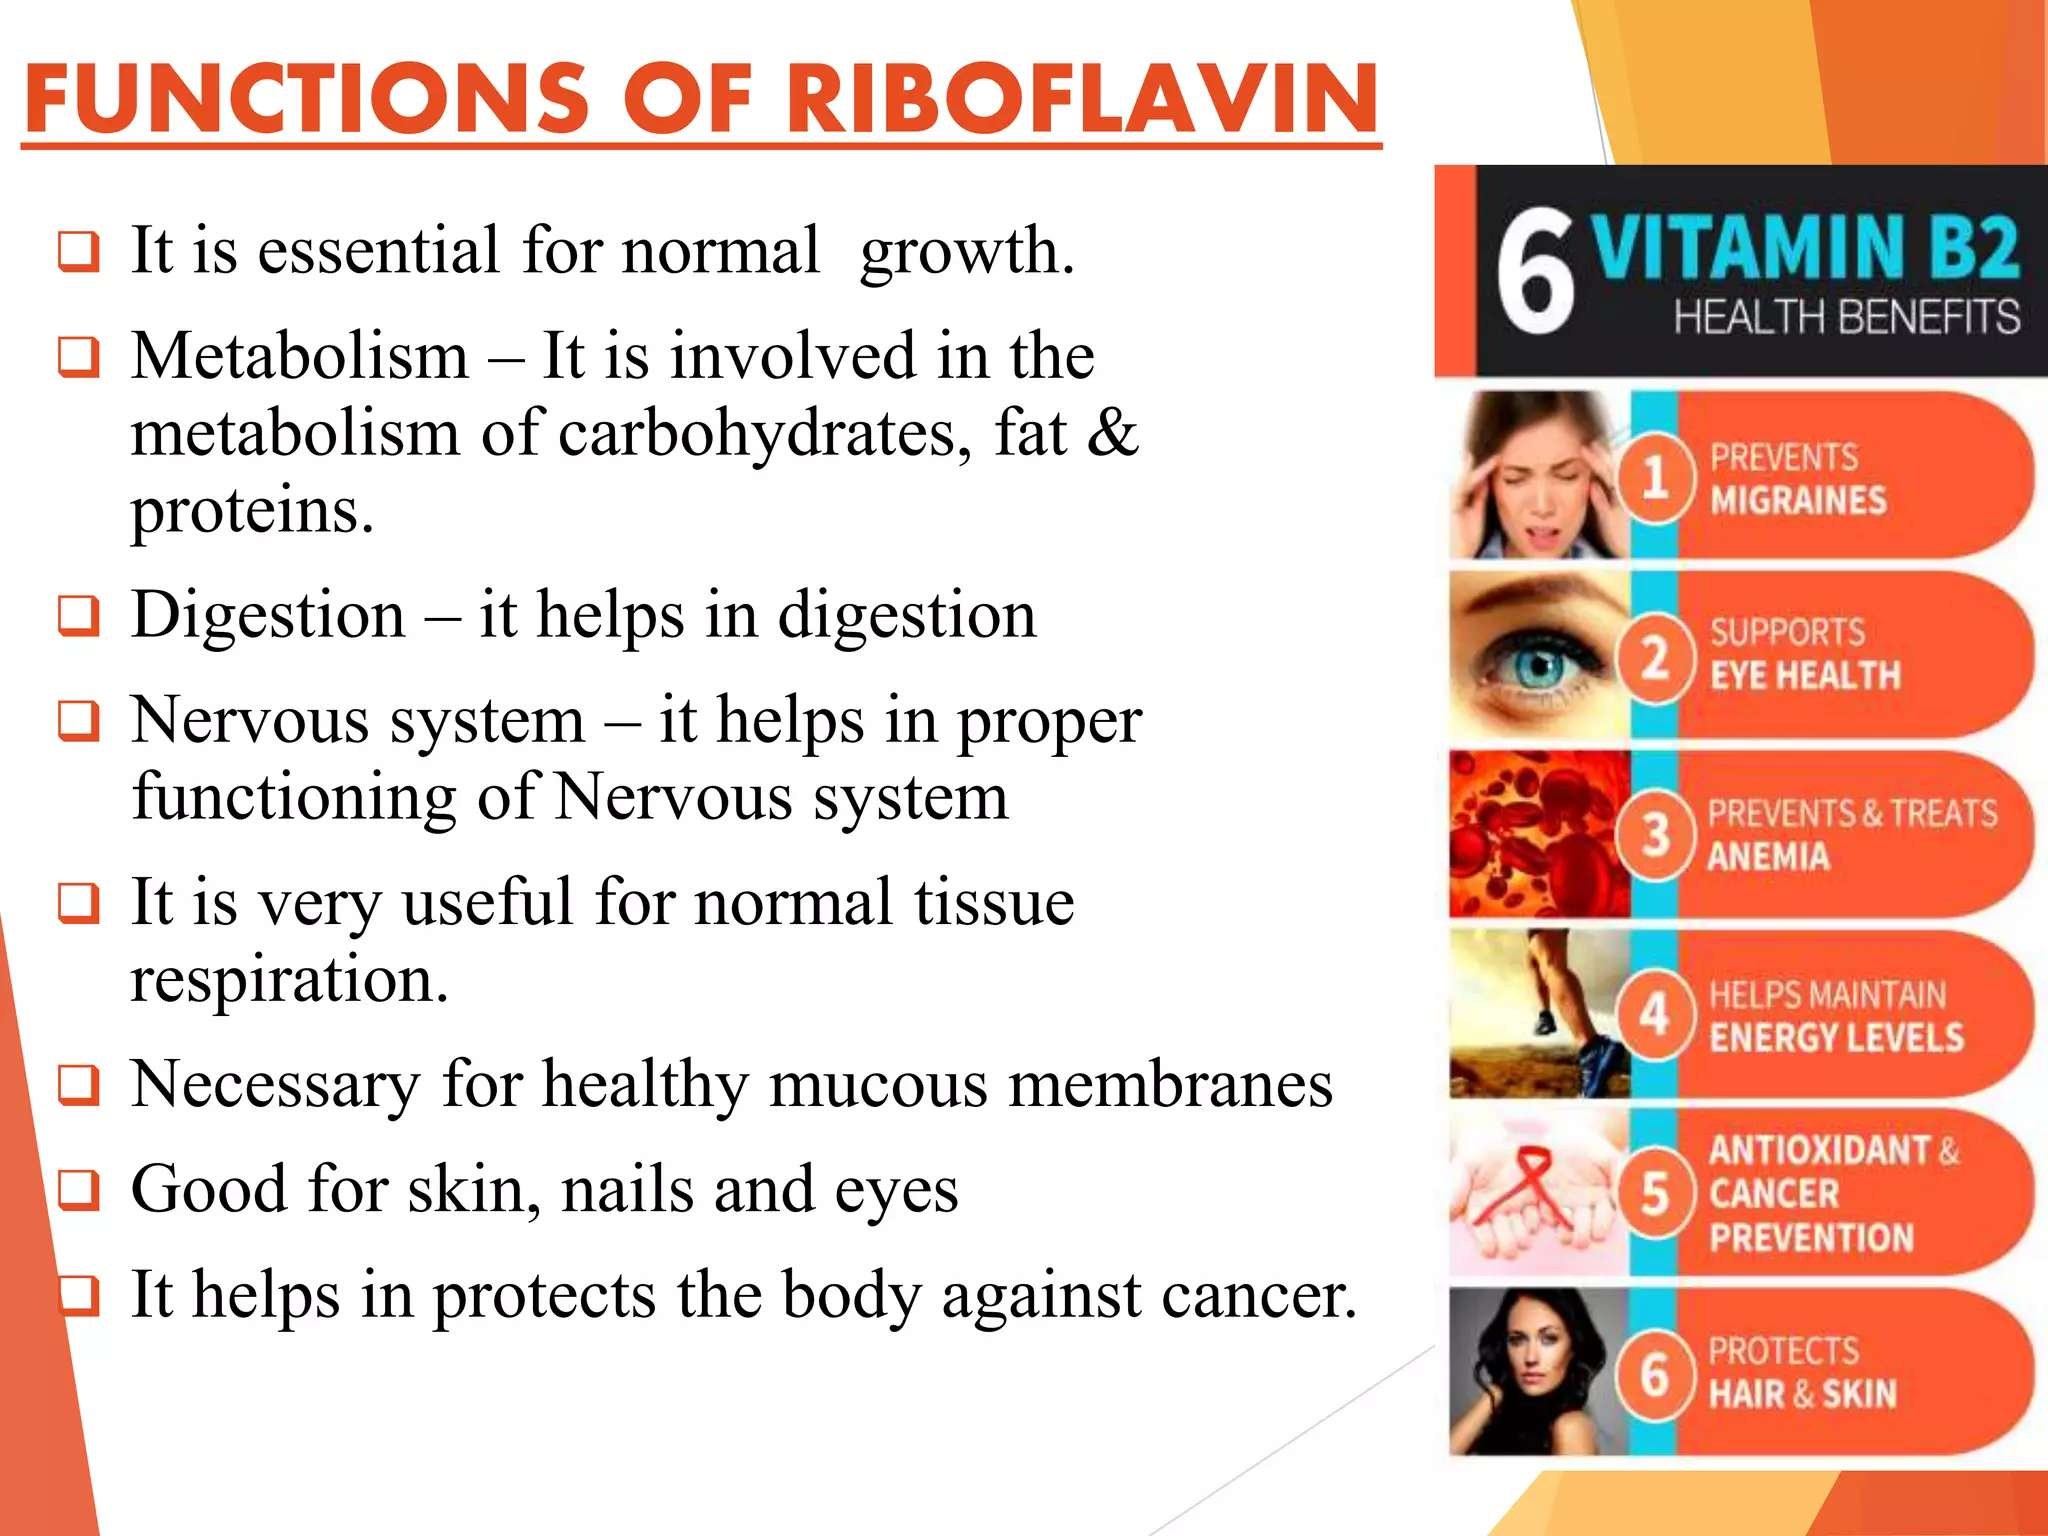 FUNCTIONS OF RIBOFLAVIN
It is essential for normal growth.
Metabolism – It is involved in the
metabolism of carbohydrates, fat &
proteins.
Digestion – it helps in digestion
Nervous system – it helps in proper
functioning of Nervous system
It is very useful for normal tissue
respiration.
Necessary for healthy mucous membranes
Good for skin, nails and eyes
It helps in protects the body against cancer.
6 VITAMIN B2
HEALTH BENEFITS
1 PREVENTS
MIGRAINES
2 SUPPORTS
EYE HEALTH
3 PREVENTS & TREATS
ANEMIA
4 HELPS MAINTAIN
ENERGY LEVELS
5 ANTIOXIDANT &
CANCER
PREVENTION
6 PROTECTS
HAIR & SKIN